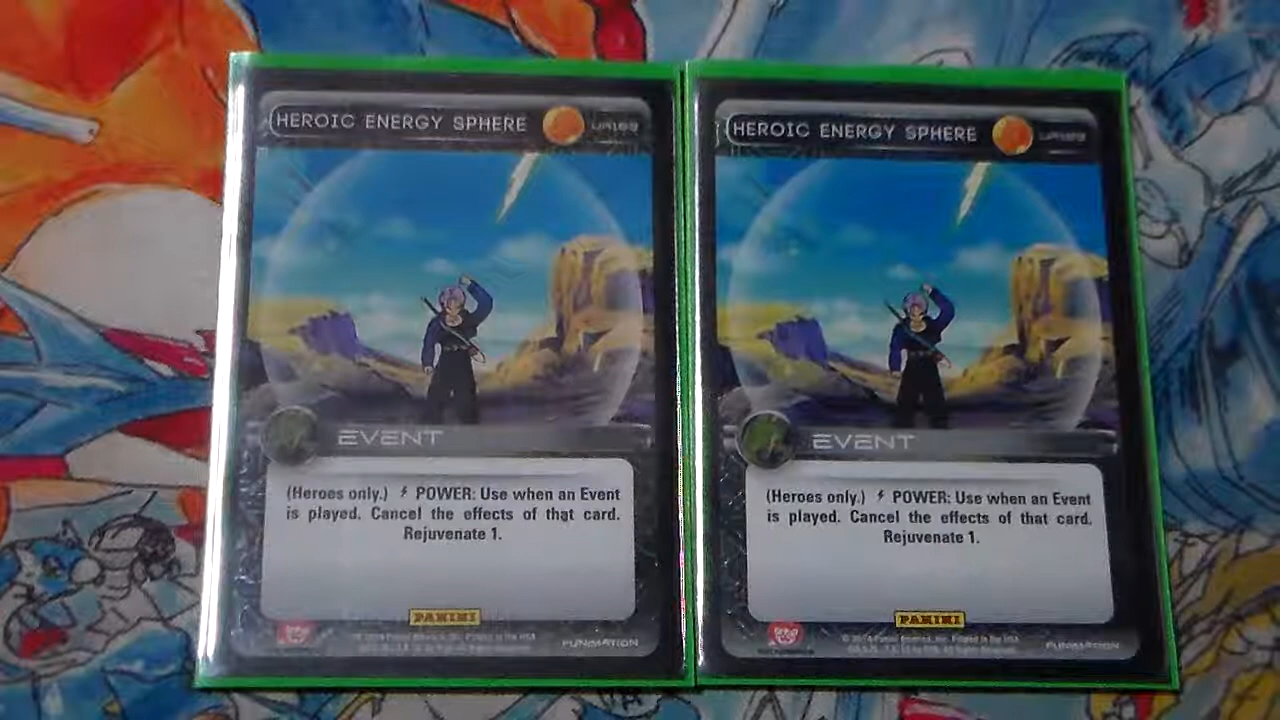 HEROIC ENERGY SPHERE UR189
EVENT
(Heroes only.) POWER: Use when an Event
is played. Cancel the effects of that card.
Rejuvenate 1.
PANINI
FUNIMATION
HEROIC ENERGY SPHERE
EVENT
(Heroes only.) POWER: Use when an Event
is played. Cancel the effects of that card.
Rejuvenate 1.
PANINI
FUNIMATION